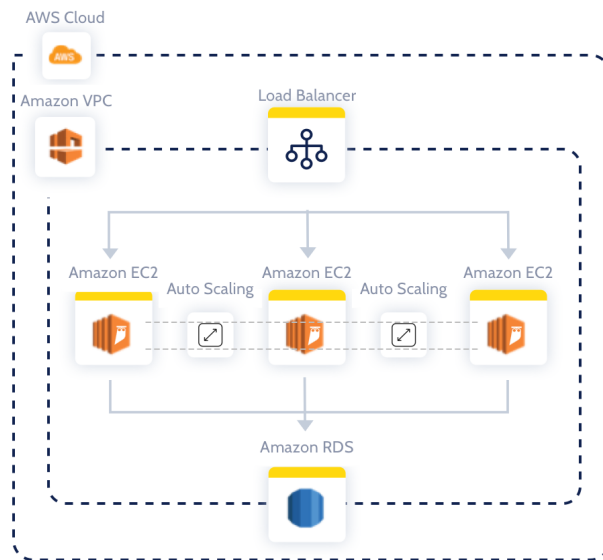 AWS Cloud
AWS
Amazon VPC
Load Balancer
Amazon EC2
Auto Scaling
Amazon EC2
Auto Scaling
Amazon EC2
Amazon RDS